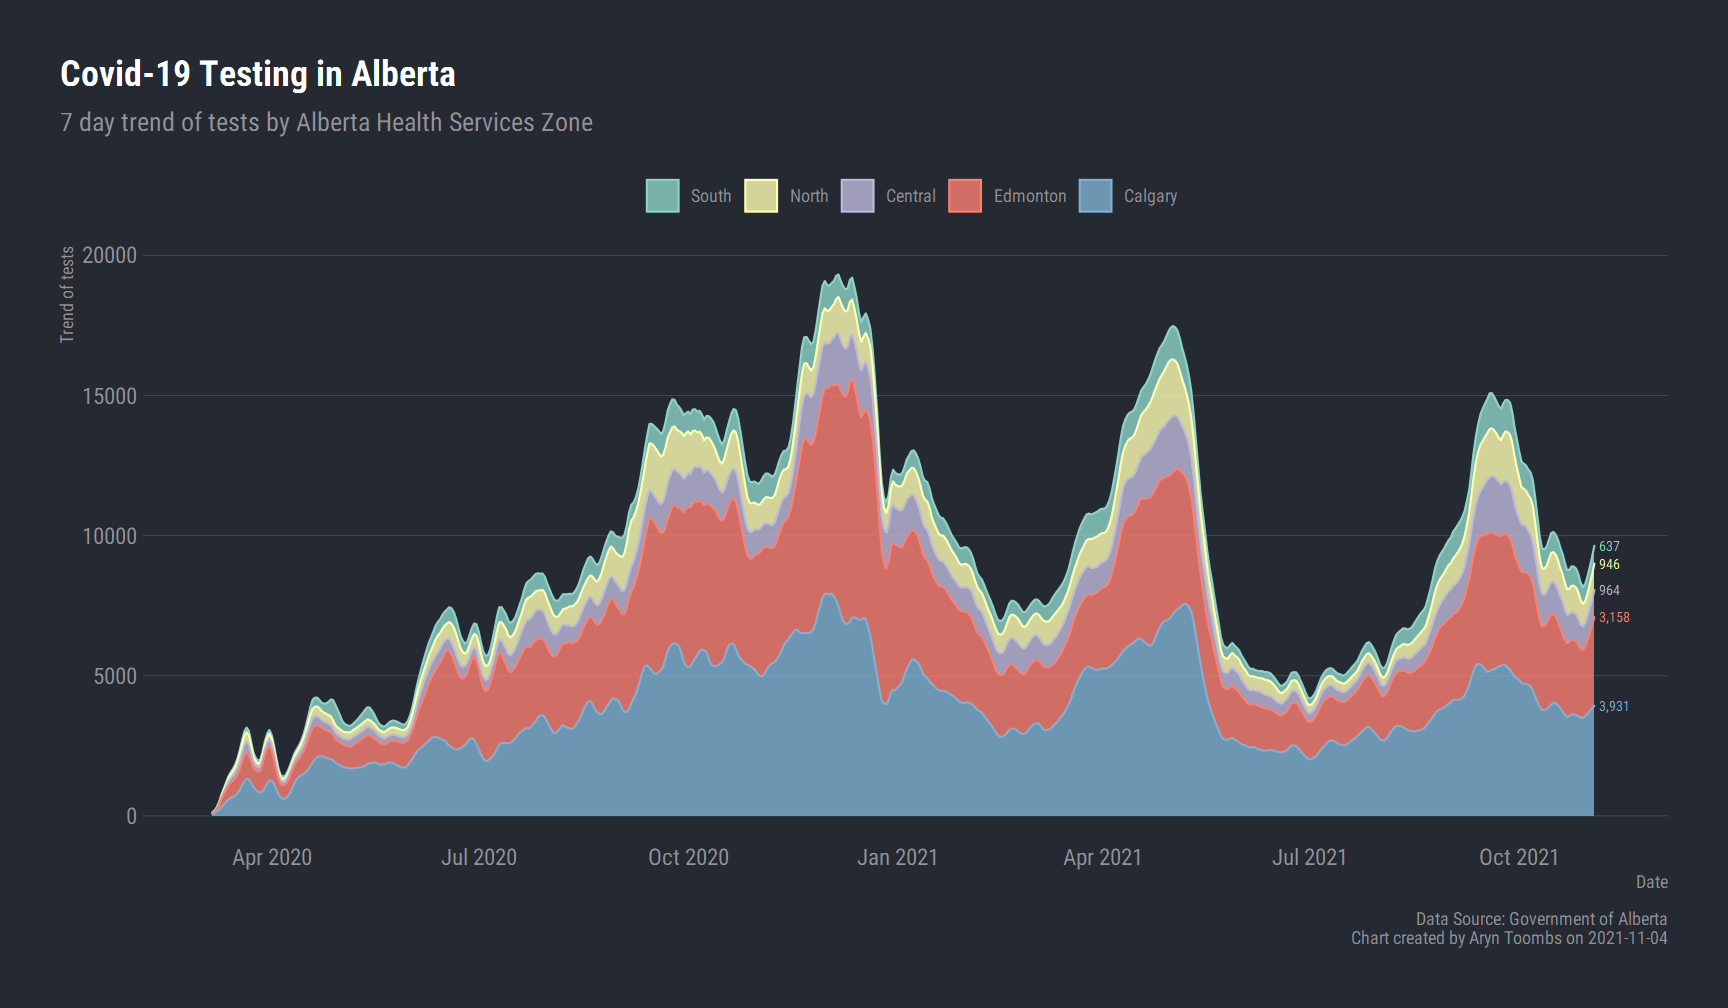 Covid-19 Testing in Alberta
7 day trend of tests by Alberta Health Services Zone
South North Central Edmonton Calgary
Trend of tests
20000
15000
10000
5000
0
637
946
964
3,158
3,931
Apr 2020 Jul 2020 Oct 2020 Jan 2021 Apr 2021 Jul 2021 Oct 2021
Date
Data Source: Government of Alberta
Chart created by Aryn Toombs on 2021-11-04